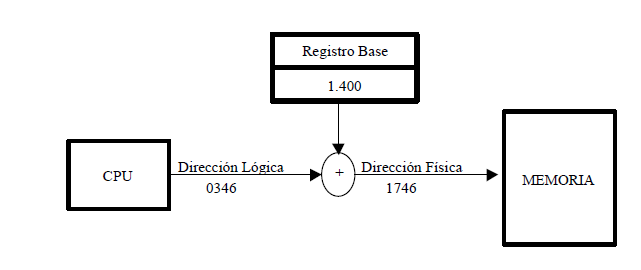 Registro Base
1.400
CPU
Dirección Lógica
0346
+
Dirección Física
1746
MEMORIA